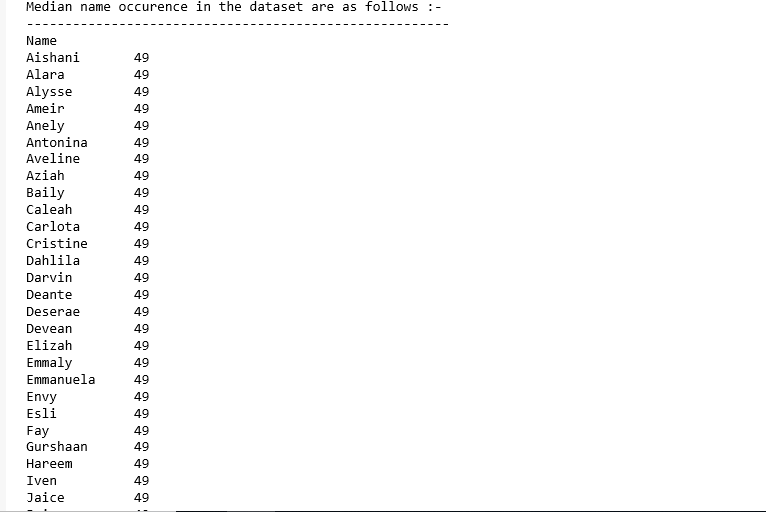 Median name occurence in the dataset are as follows :-
-------------------------------------------------------
Name
Aishani 49
Alara 49
Alysse 49
Ameir 49
Anely 49
Antonina 49
Aveline 49
Aziah 49
Baily 49
Caleah 49
Carlota 49
Cristine 49
Dahlila 49
Darvin 49
Deante 49
Deserae 49
Devean 49
Elizah 49
Emmaly 49
Emmanuela 49
Envy 49
Esli 49
Fay 49
Gurshaan 49
Hareem 49
Iven 49
Jaice 49